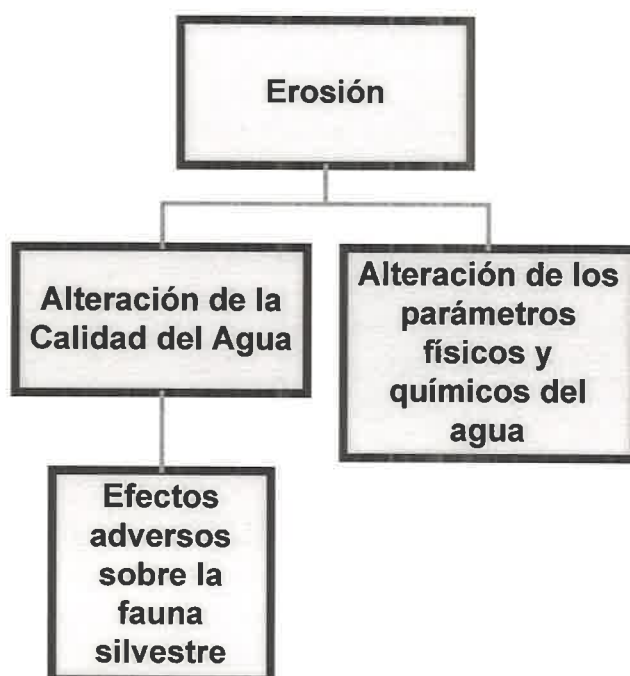 Erosión
Alteración de la
Calidad del Agua
Alteración de los
parámetros
físicos y
químicos del
agua
Efectos
adversos
sobre la
fauna
silvestre